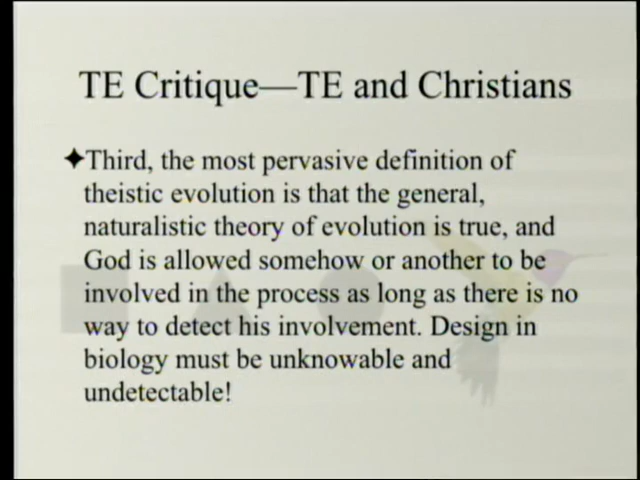 TE Critique—TE and Christians
✦Third, the most pervasive definition of
theistic evolution is that the general,
naturalistic theory of evolution is true, and
God is allowed somehow or another to be
involved in the process as long as there is no
way to detect his involvement. Design in
biology must be unknowable and
undetectable!